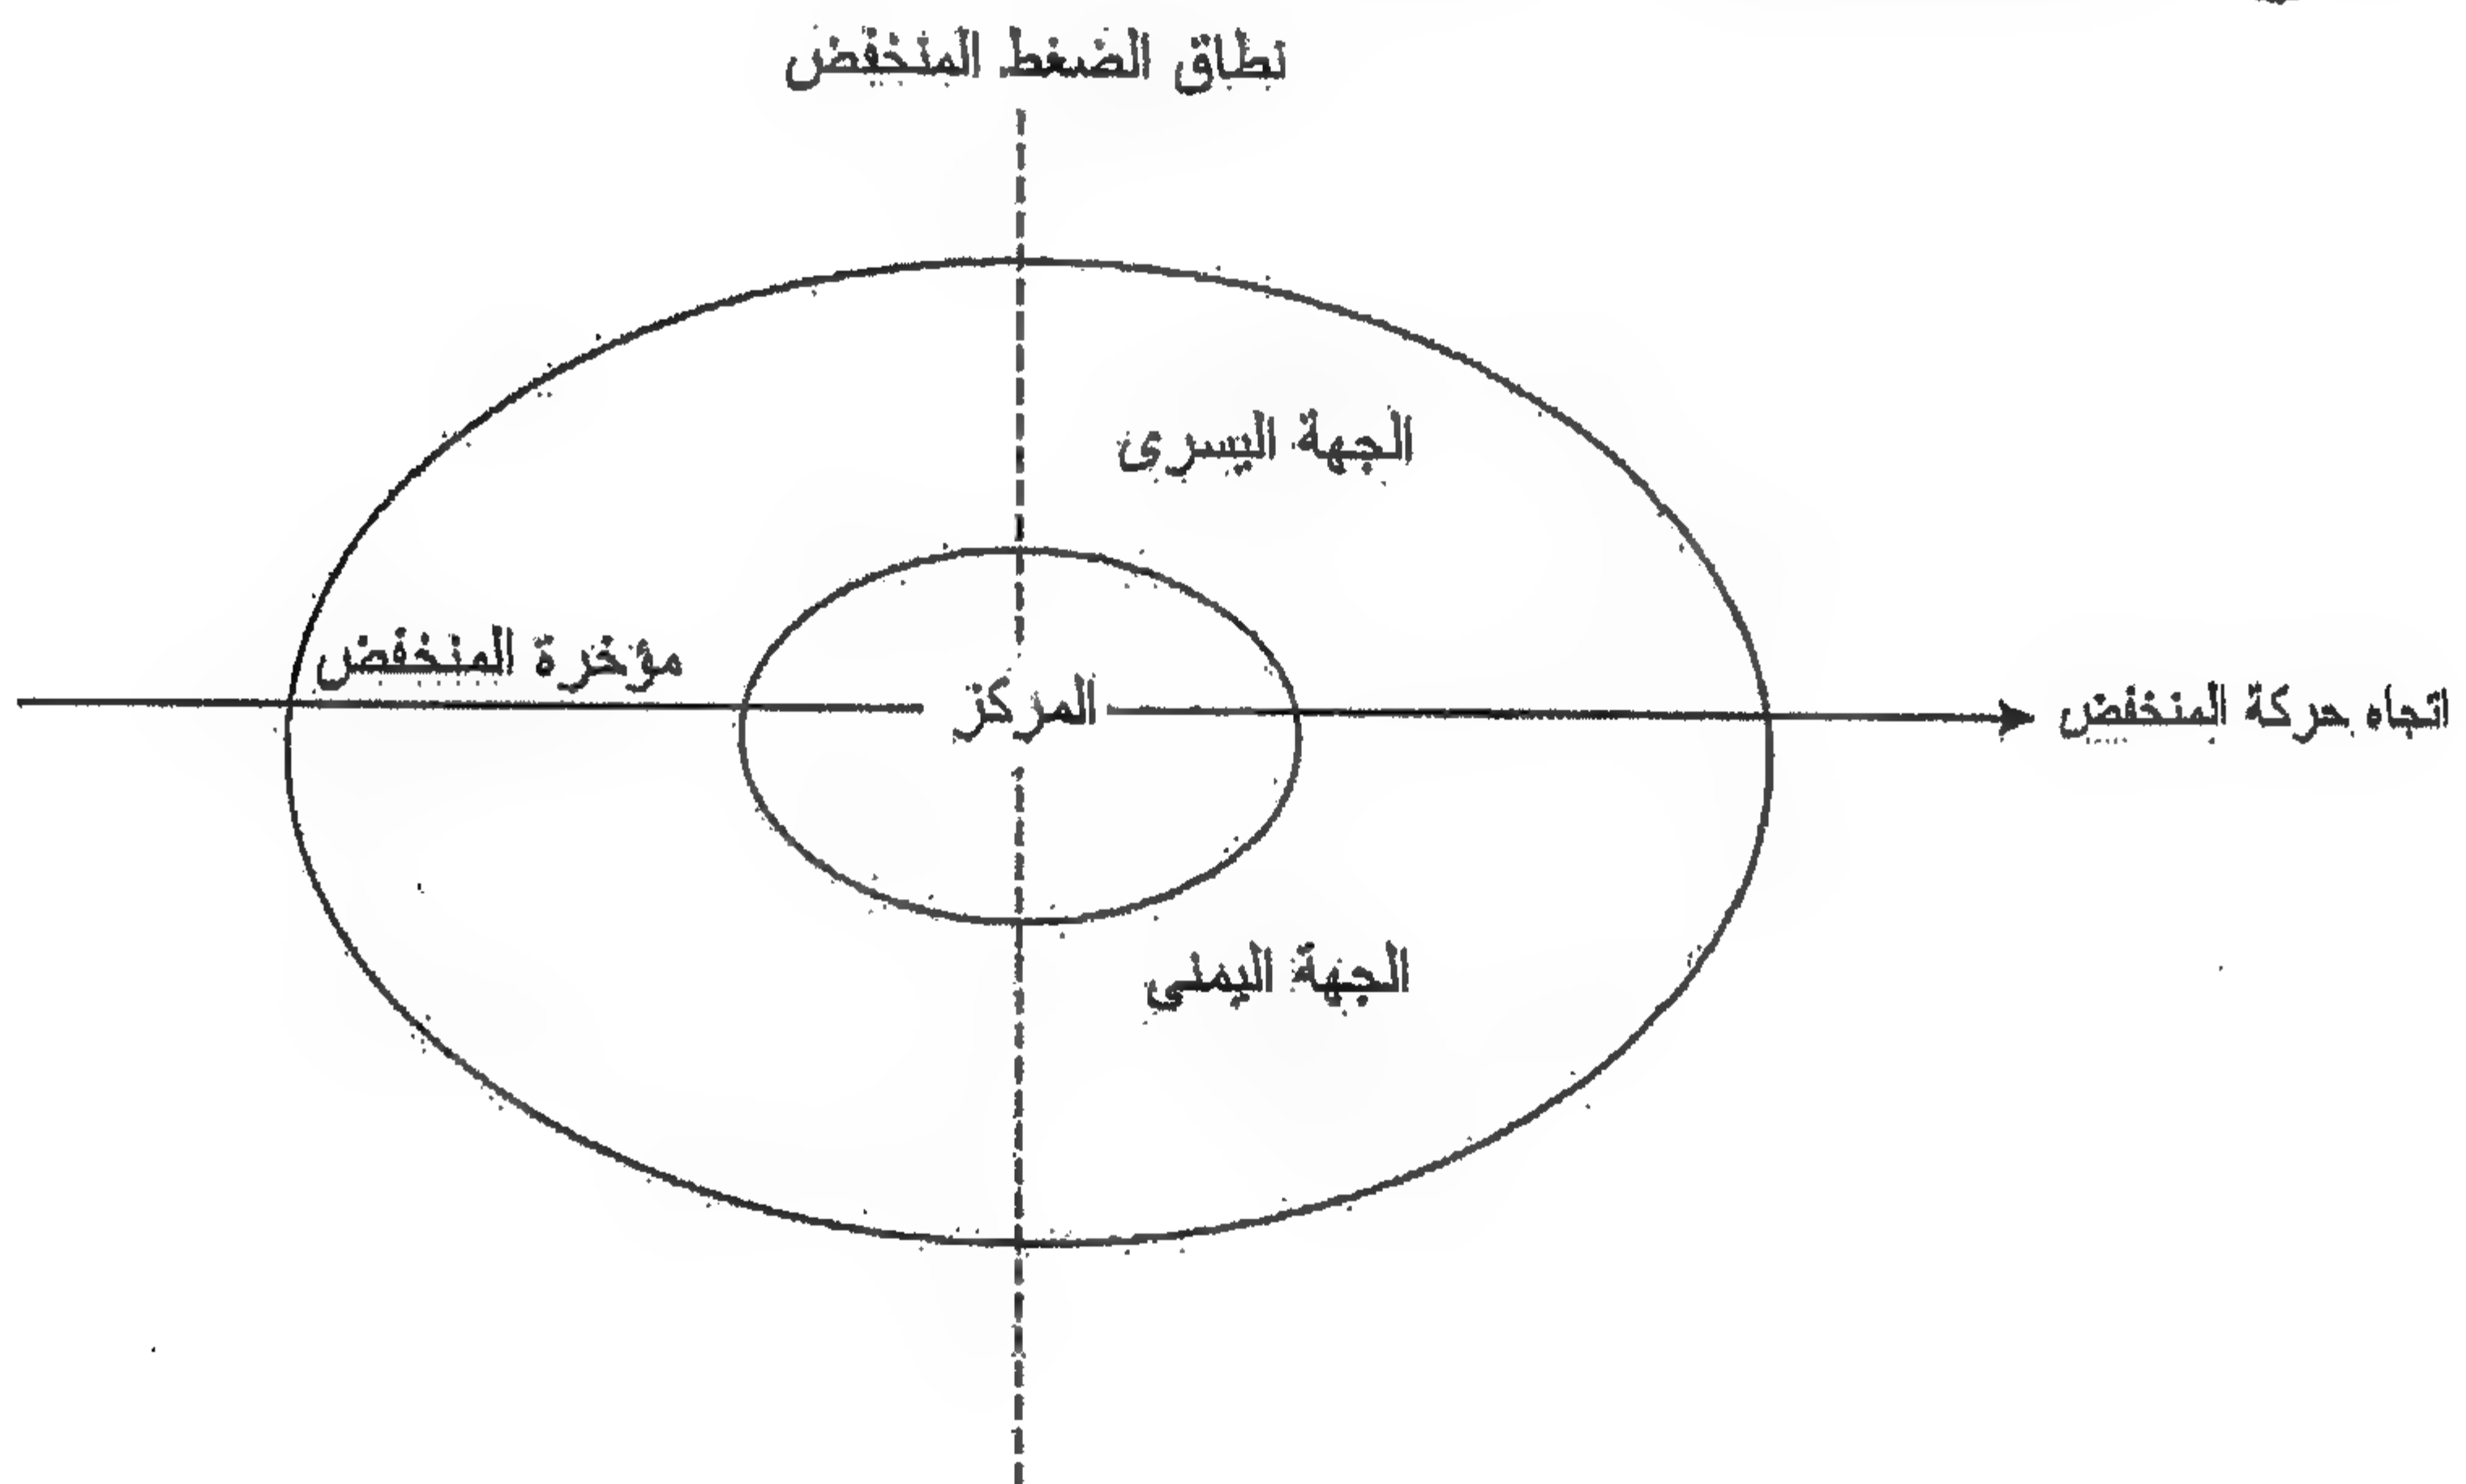 نطاق الضغط المنخفض
الجهة اليسرى
مؤخرة المنخفض
المركز
اتجاه حركة المنخفض
الجهة اليمنى